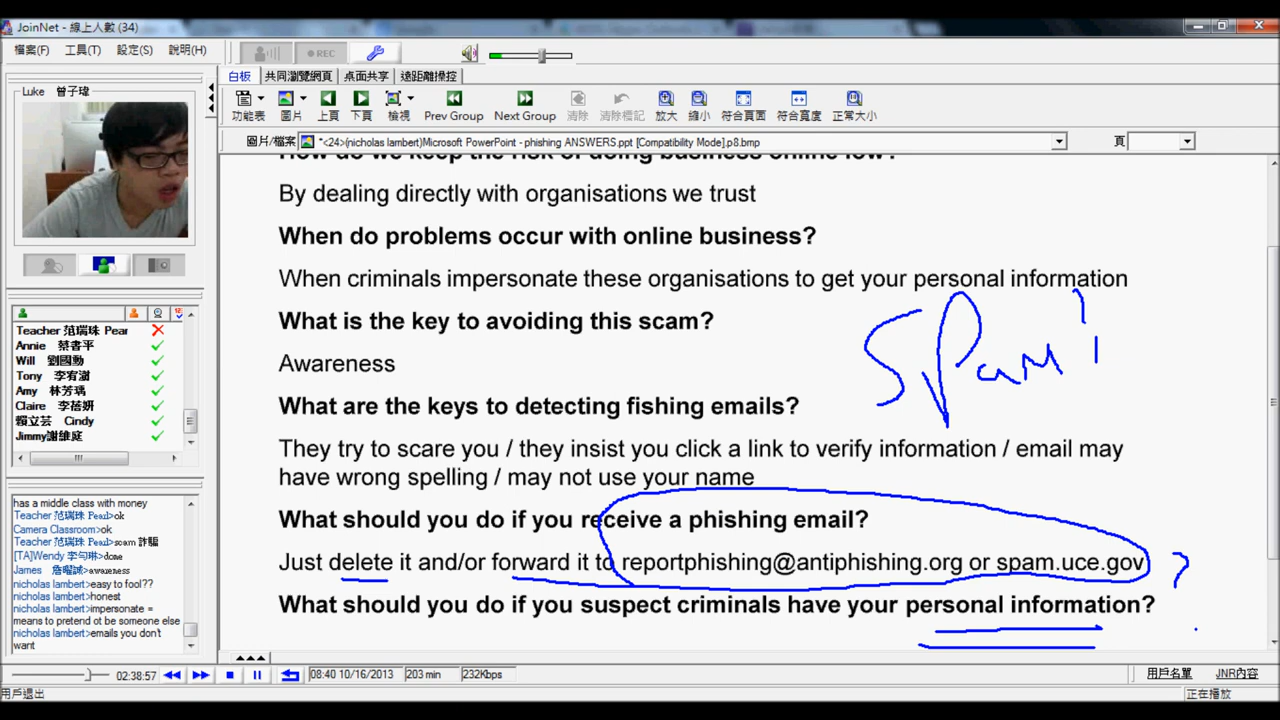 JoinNet - 線上人數 (34)
檔案(F) 工具(T) 設定(S) 說明(H)
REC
Luke 曾子瑋
白板 共同瀏覽網頁 桌面共享 遠距離操控
功能表 圖片 上頁 下頁 檢視 Prev Group Next Group 清除 清除標記 放大 縮小 符合頁面 符合寬度 正常大小
圖片/檔案 *<24>(nicholas lambert)Microsoft PowerPoint - phishing ANSWERS.ppt [Compatibility Mode].p8.bmp 頁
How do we keep the risk of doing business online low?
By dealing directly with organisations we trust
When do problems occur with online business?
When criminals impersonate these organisations to get your personal information
What is the key to avoiding this scam?
Awareness
What are the keys to detecting fishing emails?
They try to scare you / they insist you click a link to verify information / email may
have wrong spelling / may not use your name
What should you do if you receive a phishing email?
Just delete it and/or forward it to reportphishing@antiphishing.org or spam.uce.gov
What should you do if you suspect criminals have your personal information?
spam ?
?
Teacher 范瑞珠 Pearl
Annie 蔡書平
Will 劉國勳
Tony 李宥澍
Amy 林芳瑀
Claire 李蓓妍
賴立芸 Cindy
Jimmy謝維庭
has a middle class with money
Teacher 范瑞珠 Pearl>ok
Camera Classroom>ok
Teacher 范瑞珠 Pearl>scam 詐騙
[TA]Wendy 李勻琳>done
James 詹曜誠>awareness
nicholas lambert>easy to fool??
nicholas lambert>honest
nicholas lambert>impersonate =
means to pretend ot be someone else
nicholas lambert>emails you don't
want
02:38:57 08:40 10/16/2013 203 min 232Kbps 用戶名單 JNR內容
用戶退出 正在播放